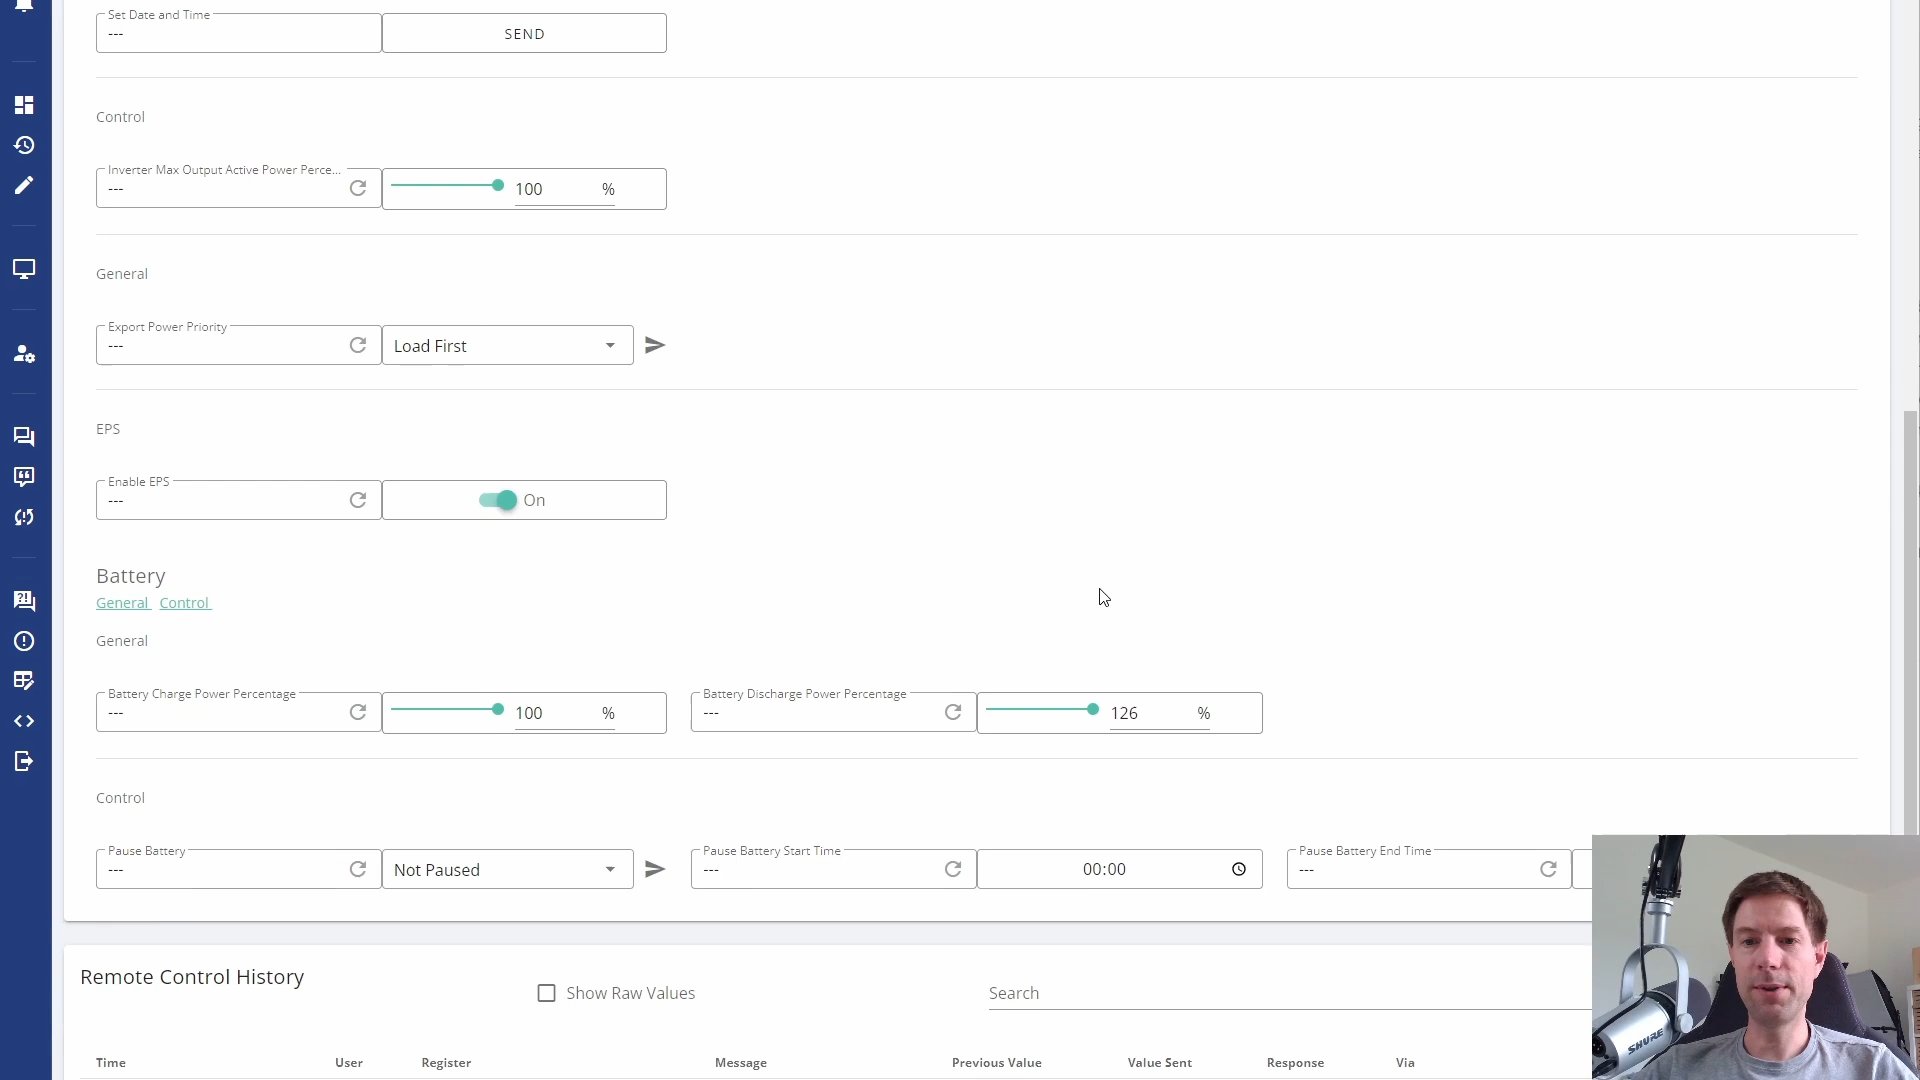 Set Date and Time
---
SEND
Control
Inverter Max Output Active Power Perce...
---
100 %
General
Export Power Priority
---
Load First
EPS
Enable EPS
---
On
Battery
General Control
General
Battery Charge Power Percentage
---
100 %
Battery Discharge Power Percentage
---
126 %
Control
Pause Battery
---
Not Paused
Pause Battery Start Time
---
00:00
Pause Battery End Time
---
Remote Control History
Show Raw Values
Search
Time User Register Message Previous Value Value Sent Response Via
SHURE